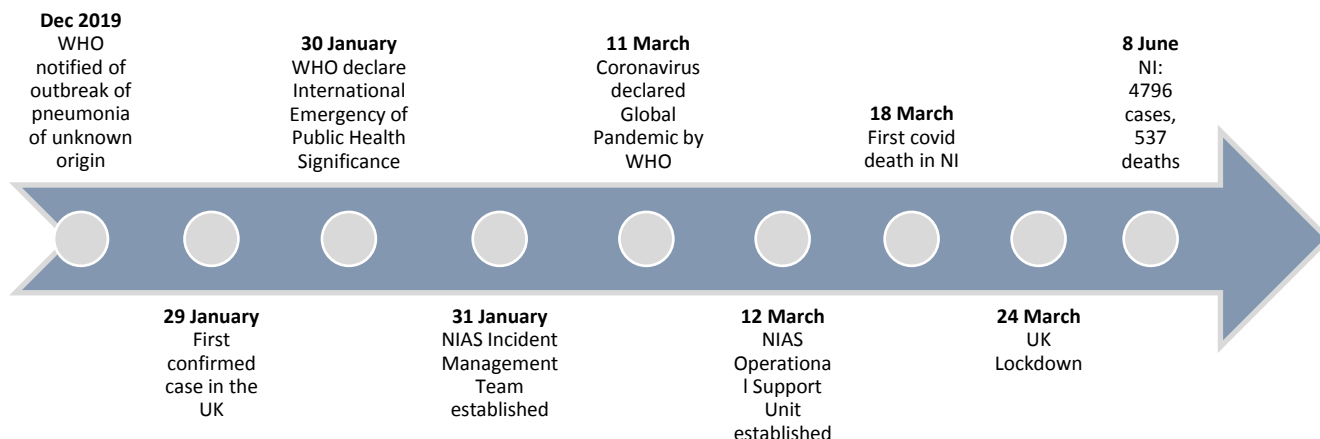 Dec 2019
WHO
notified of
outbreak of
pneumonia
of unknown
origin
29 January
First
confirmed
case in the
UK
30 January
WHO declare
International
Emergency of
Public Health
Significance
31 January
NIAS Incident
Management
Team
established
11 March
Coronavirus
declared
Global
Pandemic by
WHO
12 March
NIAS
Operationa
l Support
Unit
established
18 March
First covid
death in NI
24 March
UK
Lockdown
8 June
NI:
4796
cases,
537
deaths